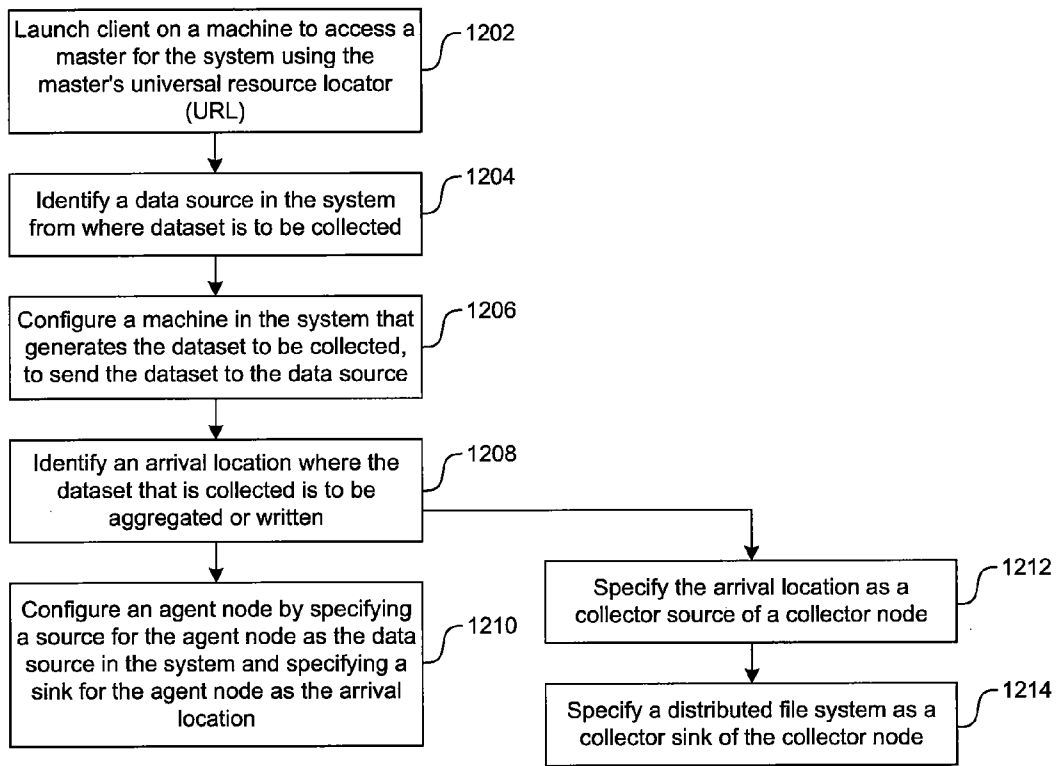 Launch client on a machine to access a
master for the system using the
master's universal resource locator
(URL)
1202
Identify a data source in the system
from where dataset is to be collected
1204
Configure a machine in the system that
generates the dataset to be collected,
to send the dataset to the data source
1206
Identify an arrival location where the
dataset that is collected is to be
aggregated or written
1208
Configure an agent node by specifying
a source for the agent node as the data
source in the system and specifying a
sink for the agent node as the arrival
location
1210
Specify the arrival location as a
collector source of a collector node
1212
Specify a distributed file system as a
collector sink of the collector node
1214